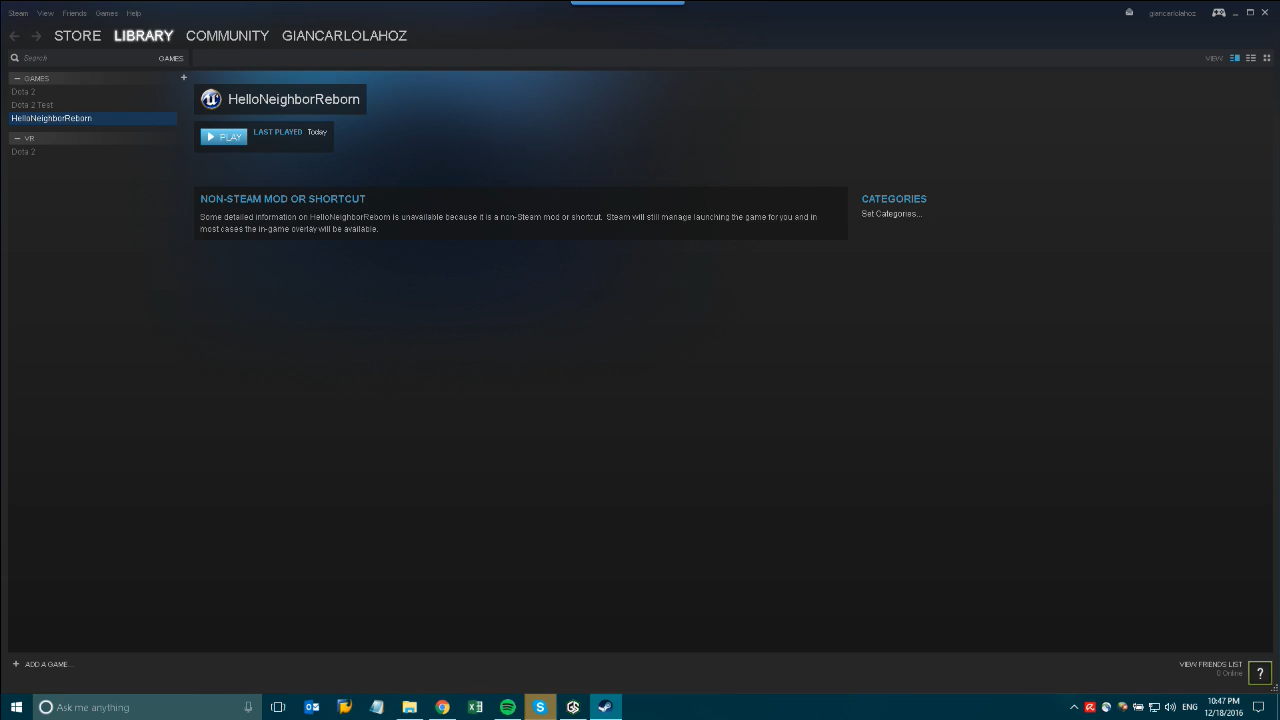 Steam View Friends Games Help
giancarlolahoz
STORE LIBRARY COMMUNITY GIANCARLOLAHOZ
Search GAMES
VIEW:
— GAMES
Dota 2
Dota 2 Test
HelloNeighborReborn
— VR
Dota 2
+
HelloNeighborReborn
PLAY LAST PLAYED Today
NON-STEAM MOD OR SHORTCUT
Some detailed information on HelloNeighborReborn is unavailable because it is a non-Steam mod or shortcut. Steam will still manage launching the game for you and in
most cases the in-game overlay will be available.
CATEGORIES
Set Categories...
+ ADD A GAME...
VIEW FRIENDS LIST
0 Online
?
Ask me anything
ENG
10:47 PM
12/18/2016